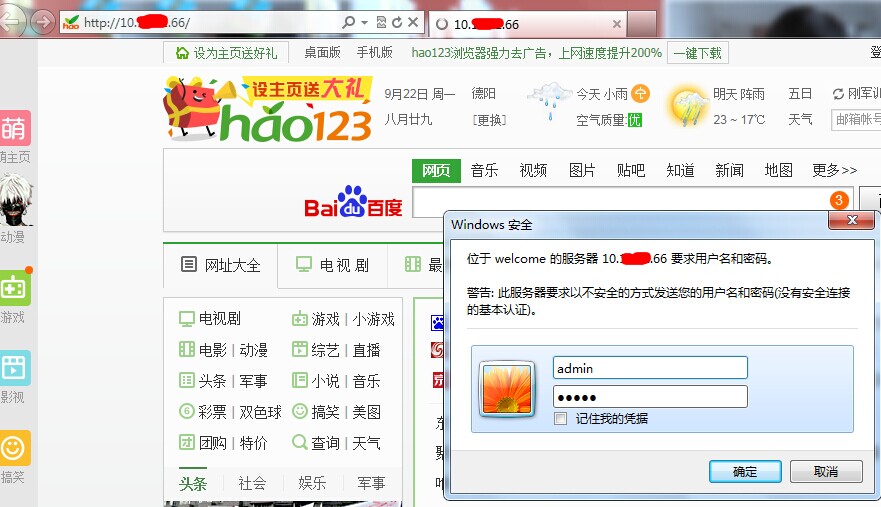 http://10.1 .66/
10.1 .66
设为主页送好礼 桌面版 手机版 hao123浏览器强力去广告，上网速度提升200% 一键下载 登
设主页送大礼
hao123
9月22日 周一 德阳 今天 小雨 明天 阵雨 五日 刚军训
八月廿九 [更换] 空气质量:优 23 ~ 17℃ 天气 邮箱帐号
萌
萌主页
网页 音乐 视频 图片 贴吧 知道 新闻 地图 更多>>
Bai du 百度
3
动漫
网址大全 电视剧 最
游戏
电视剧 游戏 | 小游戏
电影 | 动漫 综艺 | 直播
头条 | 军事 小说 | 音乐
影视
彩票 | 双色球 搞笑 | 美图
团购 | 特价 查询 | 天气
搞笑
头条 社会 娱乐 军事
Windows 安全
位于 welcome 的服务器 10.1 .66 要求用户名和密码。
警告: 此服务器要求以不安全的方式发送您的用户名和密码(没有安全连接
的基本认证)。
admin
●●●●●
记住我的凭据
确定 取消